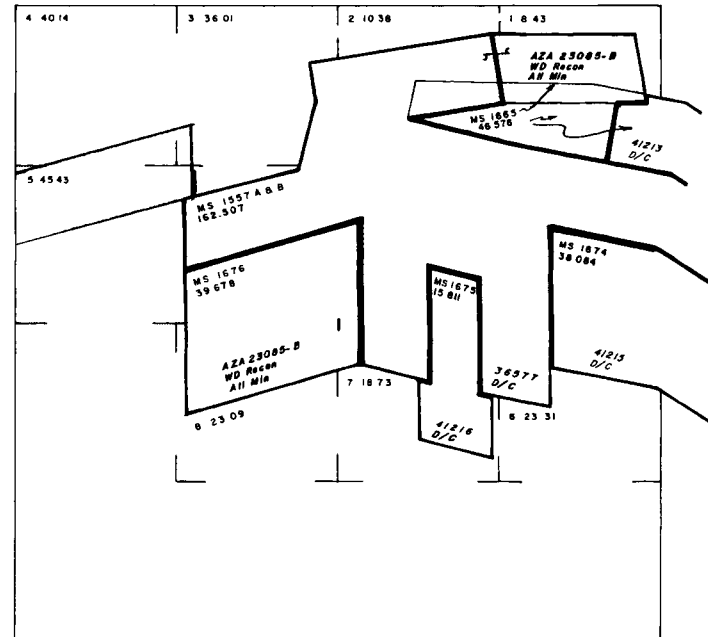 4 40 14
3 36 01
2 10 38
1 8 43
AZA 23085-B
WD Recon
All Min
MS 1665
46 576
41213
D/C
5 45 43
MS 1557 A & B
162.507
MS 1676
39 678
MS 1675
15 811
MS 1674
38 084
AZA 23085-B
WD Recon
All Min
36577
D/C
41215
D/C
7 18 73
8 23 09
6 23 31
41216
D/C